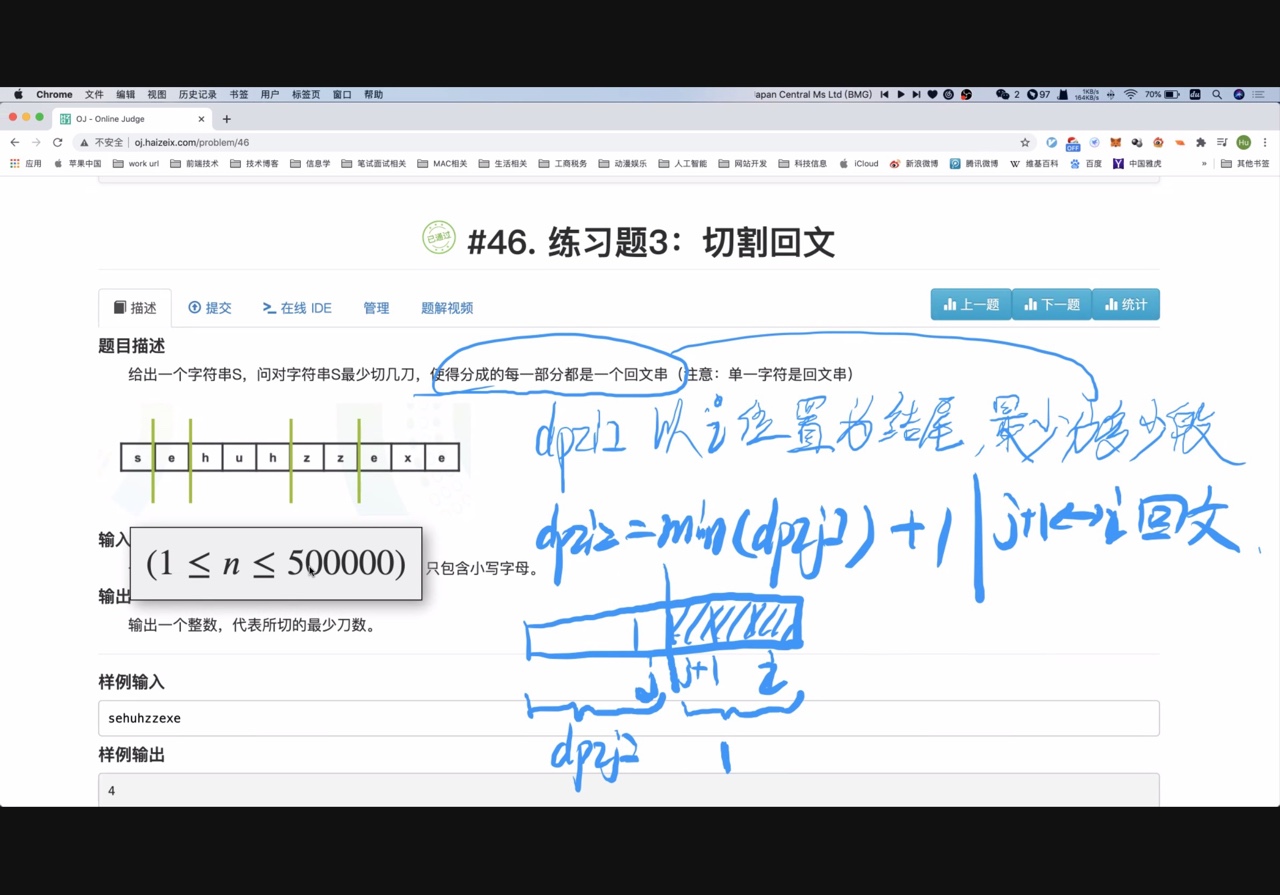 Chrome 文件 编辑 视图 历史记录 书签 用户 标签页 窗口 帮助 apan Central Ms Ltd (BMG) 2 97 1KB/s 164KB/s 70%
OJ - Online Judge
不安全 | oj.haizeix.com/problem/46 OFF Hu
应用 苹果中国 work url 前端技术 技术博客 信息学 笔试面试相关 MAC相关 生活相关 工商税务 动漫娱乐 人工智能 网站开发 科技信息 iCloud 新浪微博 腾讯微博 维基百科 百度 中国雅虎 » 其他书签
已通过 #46. 练习题3：切割回文
描述 提交 在线 IDE 管理 题解视频 上一题 下一题 统计
题目描述
给出一个字符串S，问对字符串S最少切几刀，使得分成的每一部分都是一个回文串（注意：单一字符是回文串）
dp[i] 以 i 位置为结尾，最少为多少段
s e h u h z z e x e
dp[i] = min(dp[j]) + 1 | j+1 ↔ i 回文
输入
(1 ≤ n ≤ 500000) 只包含小写字母。
输出
输出一个整数，代表所切的最少刀数。
j j+1 i
样例输入
sehuhzzexe
dp[j] 1
样例输出
4